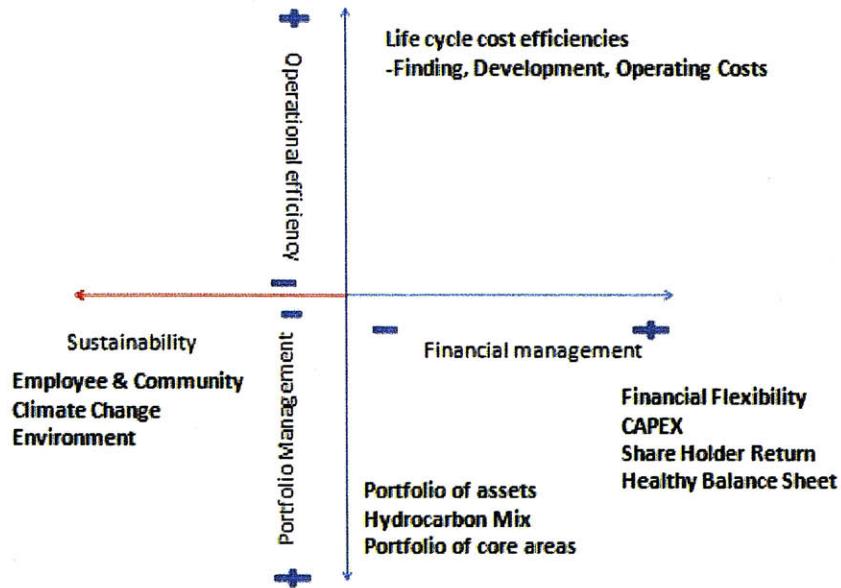 Life cycle cost efficiencies
-Finding, Development, Operating Costs
Operational efficiency
Sustainability
Employee & Community
Climate Change
Environment
Portfolio Management
Financial management
Financial Flexibility
CAPEX
Share Holder Return
Healthy Balance Sheet
Portfolio of assets
Hydrocarbon Mix
Portfolio of core areas